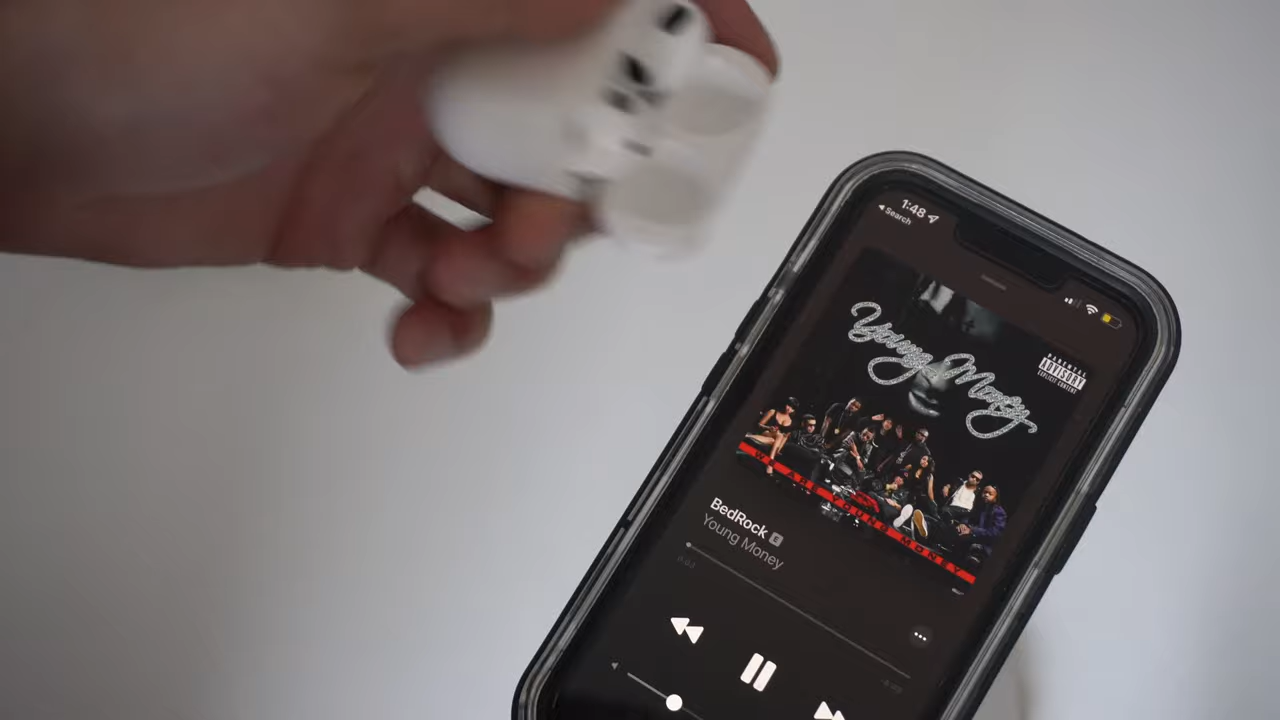 1:48
Search
Young Money
PARENTAL
ADVISORY
EXPLICIT CONTENT
WE ARE YOUNG MONEY
BedRock E
Young Money